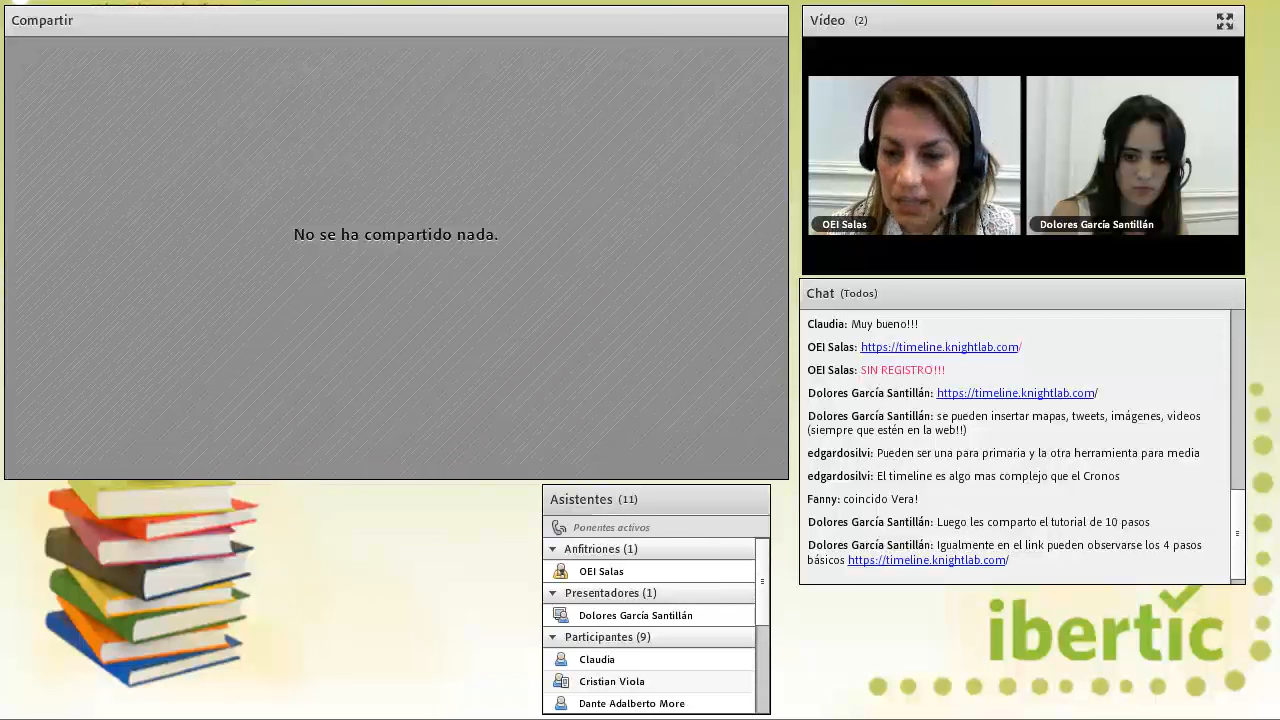 Compartir
No se ha compartido nada.
Vídeo (2)
OEI Salas
Dolores García Santillán
Chat (Todos)
Claudia: Muy bueno!!!
OEI Salas: https://timeline.knightlab.com/
OEI Salas: SIN REGISTRO!!!
Dolores García Santillán: https://timeline.knightlab.com/
Dolores García Santillán: se pueden insertar mapas, tweets, imágenes, videos
(siempre que estén en la web!!)
edgardosilvi: Pueden ser una para primaria y la otra herramienta para media
edgardosilvi: El timeline es algo mas complejo que el Cronos
Fanny: coincido Vera!
Dolores García Santillán: Luego les comparto el tutorial de 10 pasos
Dolores García Santillán: Igualmente en el link pueden observarse los 4 pasos
básicos https://timeline.knightlab.com/
Asistentes (11)
Ponentes activos
Anfitriones (1)
OEI Salas
Presentadores (1)
Dolores García Santillán
Participantes (9)
Claudia
Cristian Viola
Dante Adalberto More
ibertic